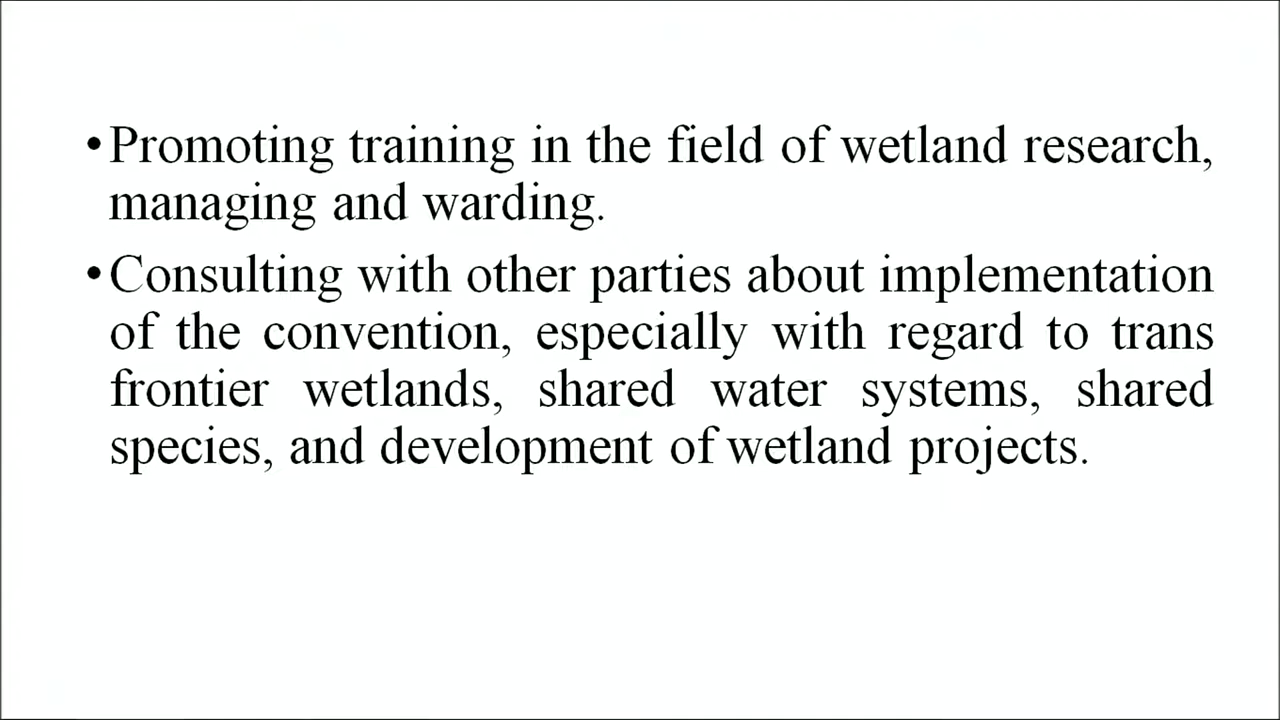 •Promoting training in the field of wetland research,
managing and warding.
•Consulting with other parties about implementation
of the convention, especially with regard to trans
frontier wetlands, shared water systems, shared
species, and development of wetland projects.